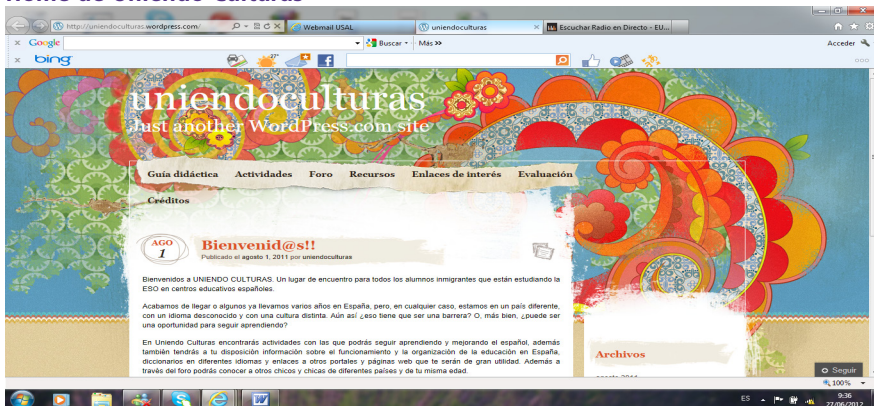 http://uniendoculturas.wordpress.com/
Webmail USAL
uniendoculturas
Escuchar Radio en Directo - EU...
Google
Buscar
Más >>
Acceder
bing
27°
uniendoculturas
Just another WordPress.com site
Guía didáctica Actividades Foro Recursos Enlaces de interés Evaluación
Créditos
AGO
1
Bienvenid@s!!
Publicado el agosto 1, 2011 por uniendoculturas
Bienvenidos a UNIENDO CULTURAS. Un lugar de encuentro para todos los alumnos inmigrantes que están estudiando la
ESO en centros educativos españoles.
Acabamos de llegar o algunos ya llevamos varios años en España, pero, en cualquier caso, estamos en un país diferente,
con un idioma desconocido y con una cultura distinta. Aún así ¿eso tiene que ser una barrera? O, más bien, ¿puede ser
una oportunidad para seguir aprendiendo?
En Uniendo Culturas encontrarás actividades con las que podrás seguir aprendiendo y mejorando el español, además
también tendrás a tu disposición información sobre el funcionamiento y la organización de la educación en España,
diccionarios en diferentes idiomas y enlaces a otros portales y páginas web que te serán de gran utilidad. Además a
través del foro podrás conocer a otros chicos y chicas de diferentes países y de tu misma edad.
Archivos
Seguir
100%
ES
9:36
27/06/2012